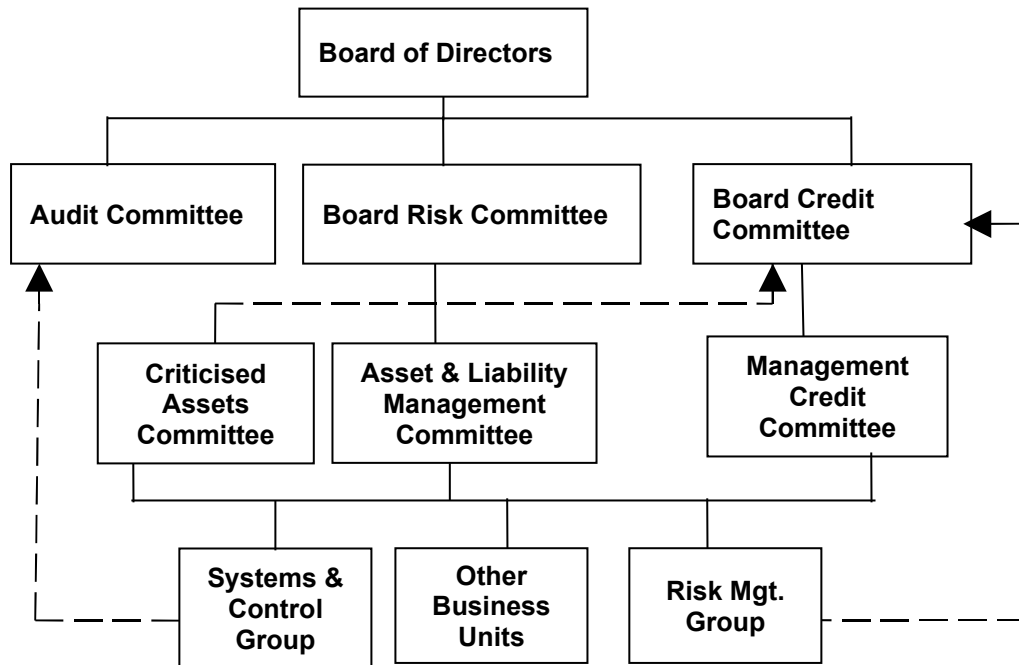 Board of Directors
Audit Committee
Board Risk Committee
Board Credit
Committee
Criticised
Assets
Committee
Asset & Liability
Management
Committee
Management
Credit
Committee
Systems &
Control
Group
Other
Business
Units
Risk Mgt.
Group